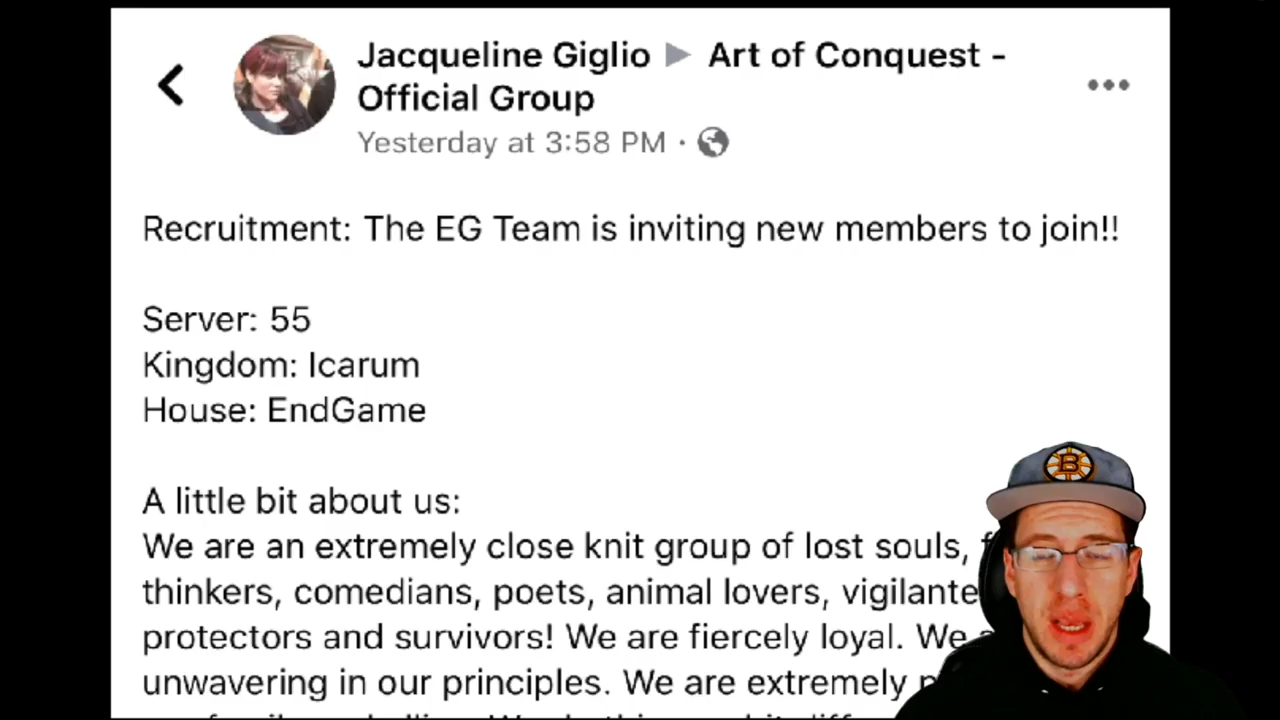 Jacqueline Giglio ▶ Art of Conquest -
Official Group
Yesterday at 3:58 PM ·
Recruitment: The EG Team is inviting new members to join!!
Server: 55
Kingdom: Icarum
House: EndGame
A little bit about us:
We are an extremely close knit group of lost souls,
thinkers, comedians, poets, animal lovers, vigilante
protectors and survivors! We are fiercely loyal. We
unwavering in our principles. We are extremely
B